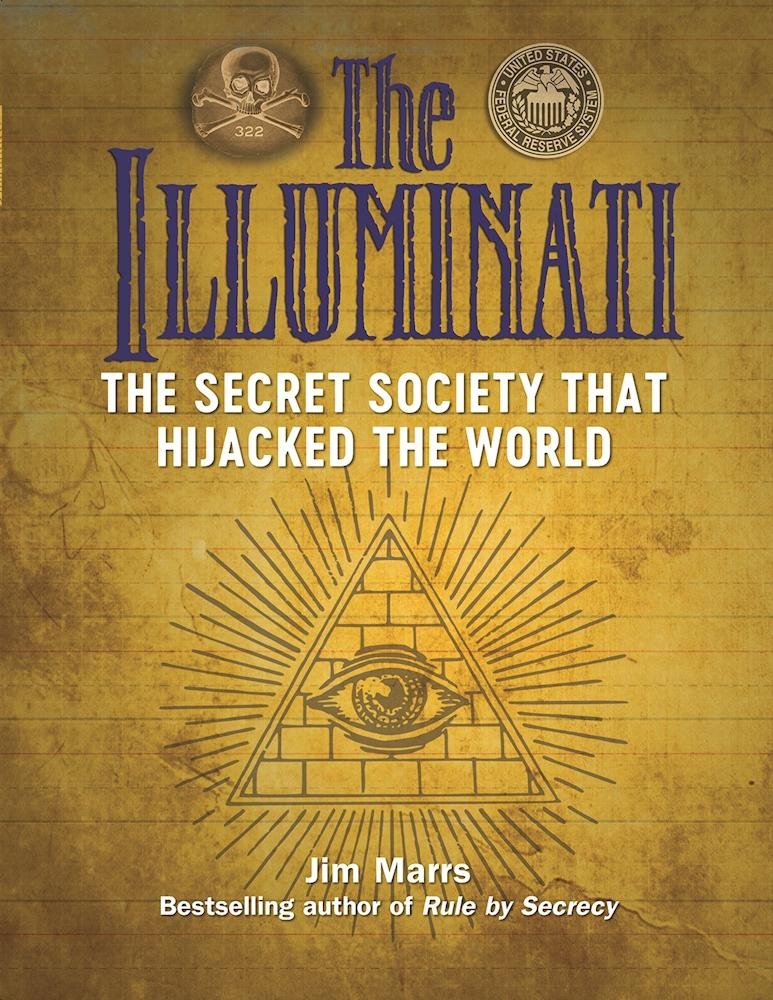 322
UNITED STATES
FEDERAL RESERVE SYSTEM
The
ILLUMINATI
THE SECRET SOCIETY THAT
HIJACKED THE WORLD
Jim Marrs
Bestselling author of Rule by Secrecy